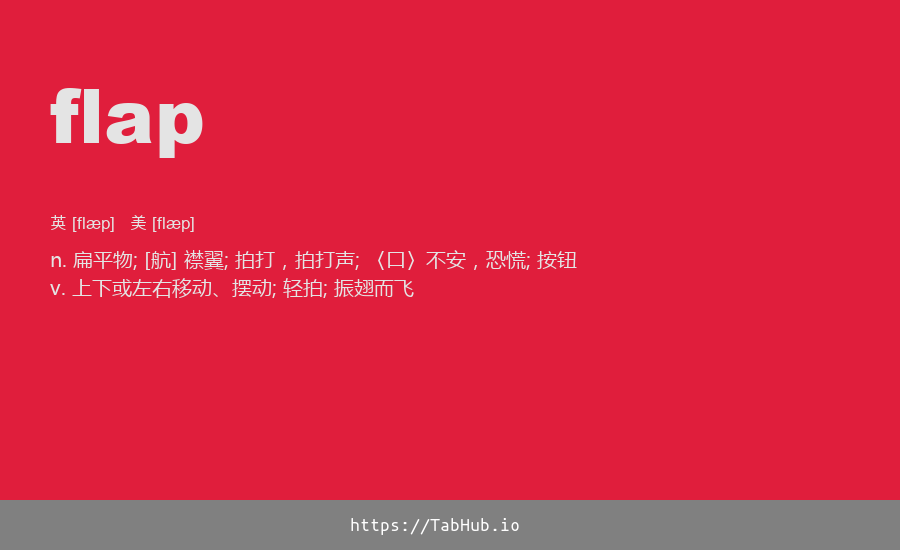 flap
英 [flæp] 美 [flæp]
n. 扁平物; [航] 襟翼; 拍打，拍打声; 〈口〉不安，恐慌; 按钮
v. 上下或左右移动、摆动; 轻拍; 振翅而飞
https://TabHub.io